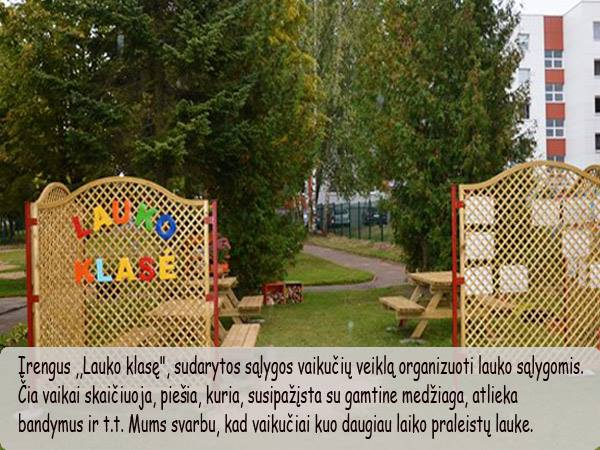 LAUKO
KLASĖ
Įrengus ,,Lauko klasę", sudarytos sąlygos vaikučių veiklą organizuoti lauko sąlygomis.
Čia vaikai skaičiuoja, piešia, kuria, susipažįsta su gamtine medžiaga, atlieka
bandymus ir t.t. Mums svarbu, kad vaikučiai kuo daugiau laiko praleistų lauke.